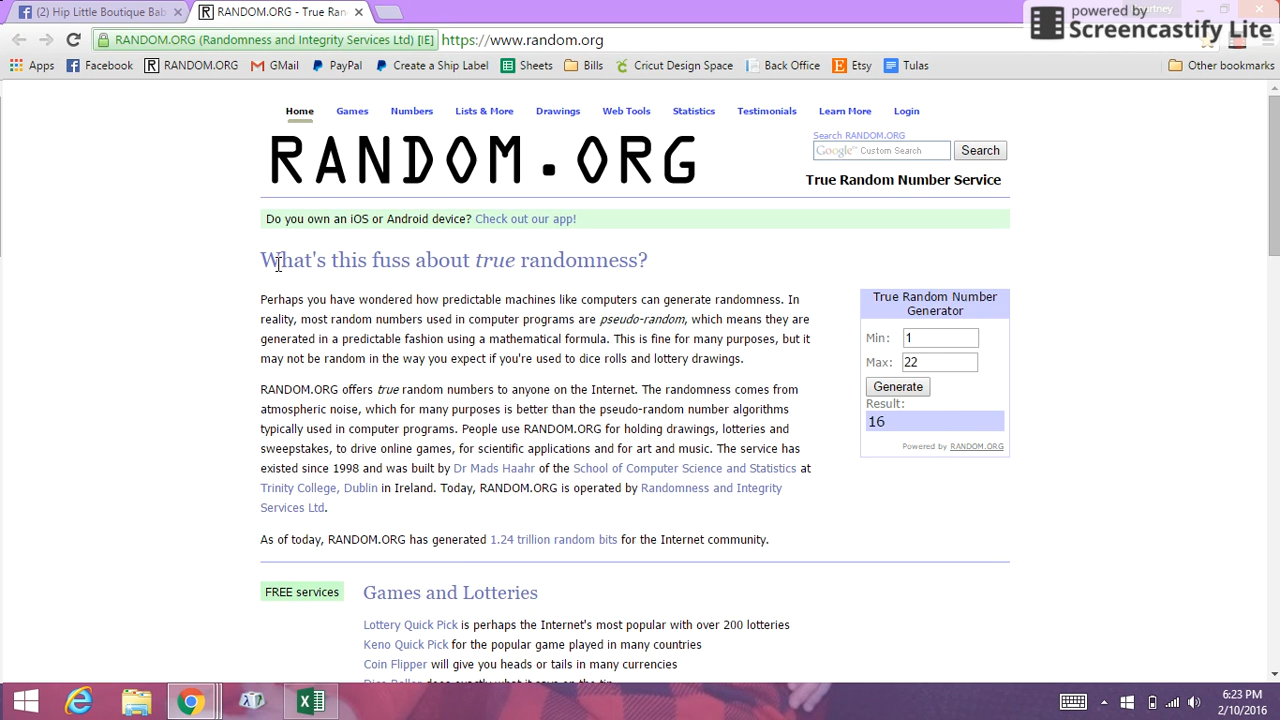 (2) Hip Little Boutique Bab
RANDOM.ORG - True Ran
powered by
Screencastify Lite
RANDOM.ORG (Randomness and Integrity Services Ltd) [IE] https://www.random.org
Apps Facebook RANDOM.ORG GMail PayPal Create a Ship Label Sheets Bills Cricut Design Space Back Office Etsy Tulas Other bookmarks
Home Games Numbers Lists & More Drawings Web Tools Statistics Testimonials Learn More Login
RANDOM.ORG
Search RANDOM.ORG
Google Custom Search Search
True Random Number Service
Do you own an iOS or Android device? Check out our app!
What's this fuss about true randomness?
Perhaps you have wondered how predictable machines like computers can generate randomness. In
reality, most random numbers used in computer programs are pseudo-random, which means they are
generated in a predictable fashion using a mathematical formula. This is fine for many purposes, but it
may not be random in the way you expect if you're used to dice rolls and lottery drawings.
RANDOM.ORG offers true random numbers to anyone on the Internet. The randomness comes from
atmospheric noise, which for many purposes is better than the pseudo-random number algorithms
typically used in computer programs. People use RANDOM.ORG for holding drawings, lotteries and
sweepstakes, to drive online games, for scientific applications and for art and music. The service has
existed since 1998 and was built by Dr Mads Haahr of the School of Computer Science and Statistics at
Trinity College, Dublin in Ireland. Today, RANDOM.ORG is operated by Randomness and Integrity
Services Ltd.
As of today, RANDOM.ORG has generated 1.24 trillion random bits for the Internet community.
True Random Number
Generator
Min: 1
Max: 22
Generate
Result:
16
Powered by RANDOM.ORG
FREE services
Games and Lotteries
Lottery Quick Pick is perhaps the Internet's most popular with over 200 lotteries
Keno Quick Pick for the popular game played in many countries
Coin Flipper will give you heads or tails in many currencies
6:23 PM
2/10/2016